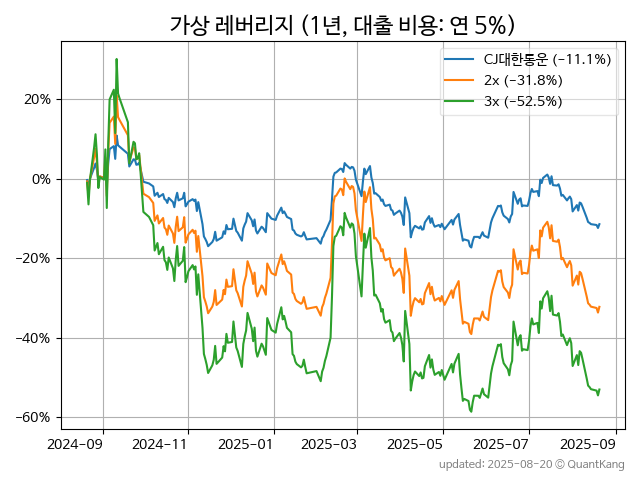 가상 레버리지 (1년, 대출 비용: 연 5%)
CJ대한통운 (−11.1%)
2x (−31.8%)
3x (−52.5%)
20%
0%
−20%
−40%
−60%
2024-09 2024-11 2025-01 2025-03 2025-05 2025-07 2025-09
updated: 2025-08-20 © QuantKang